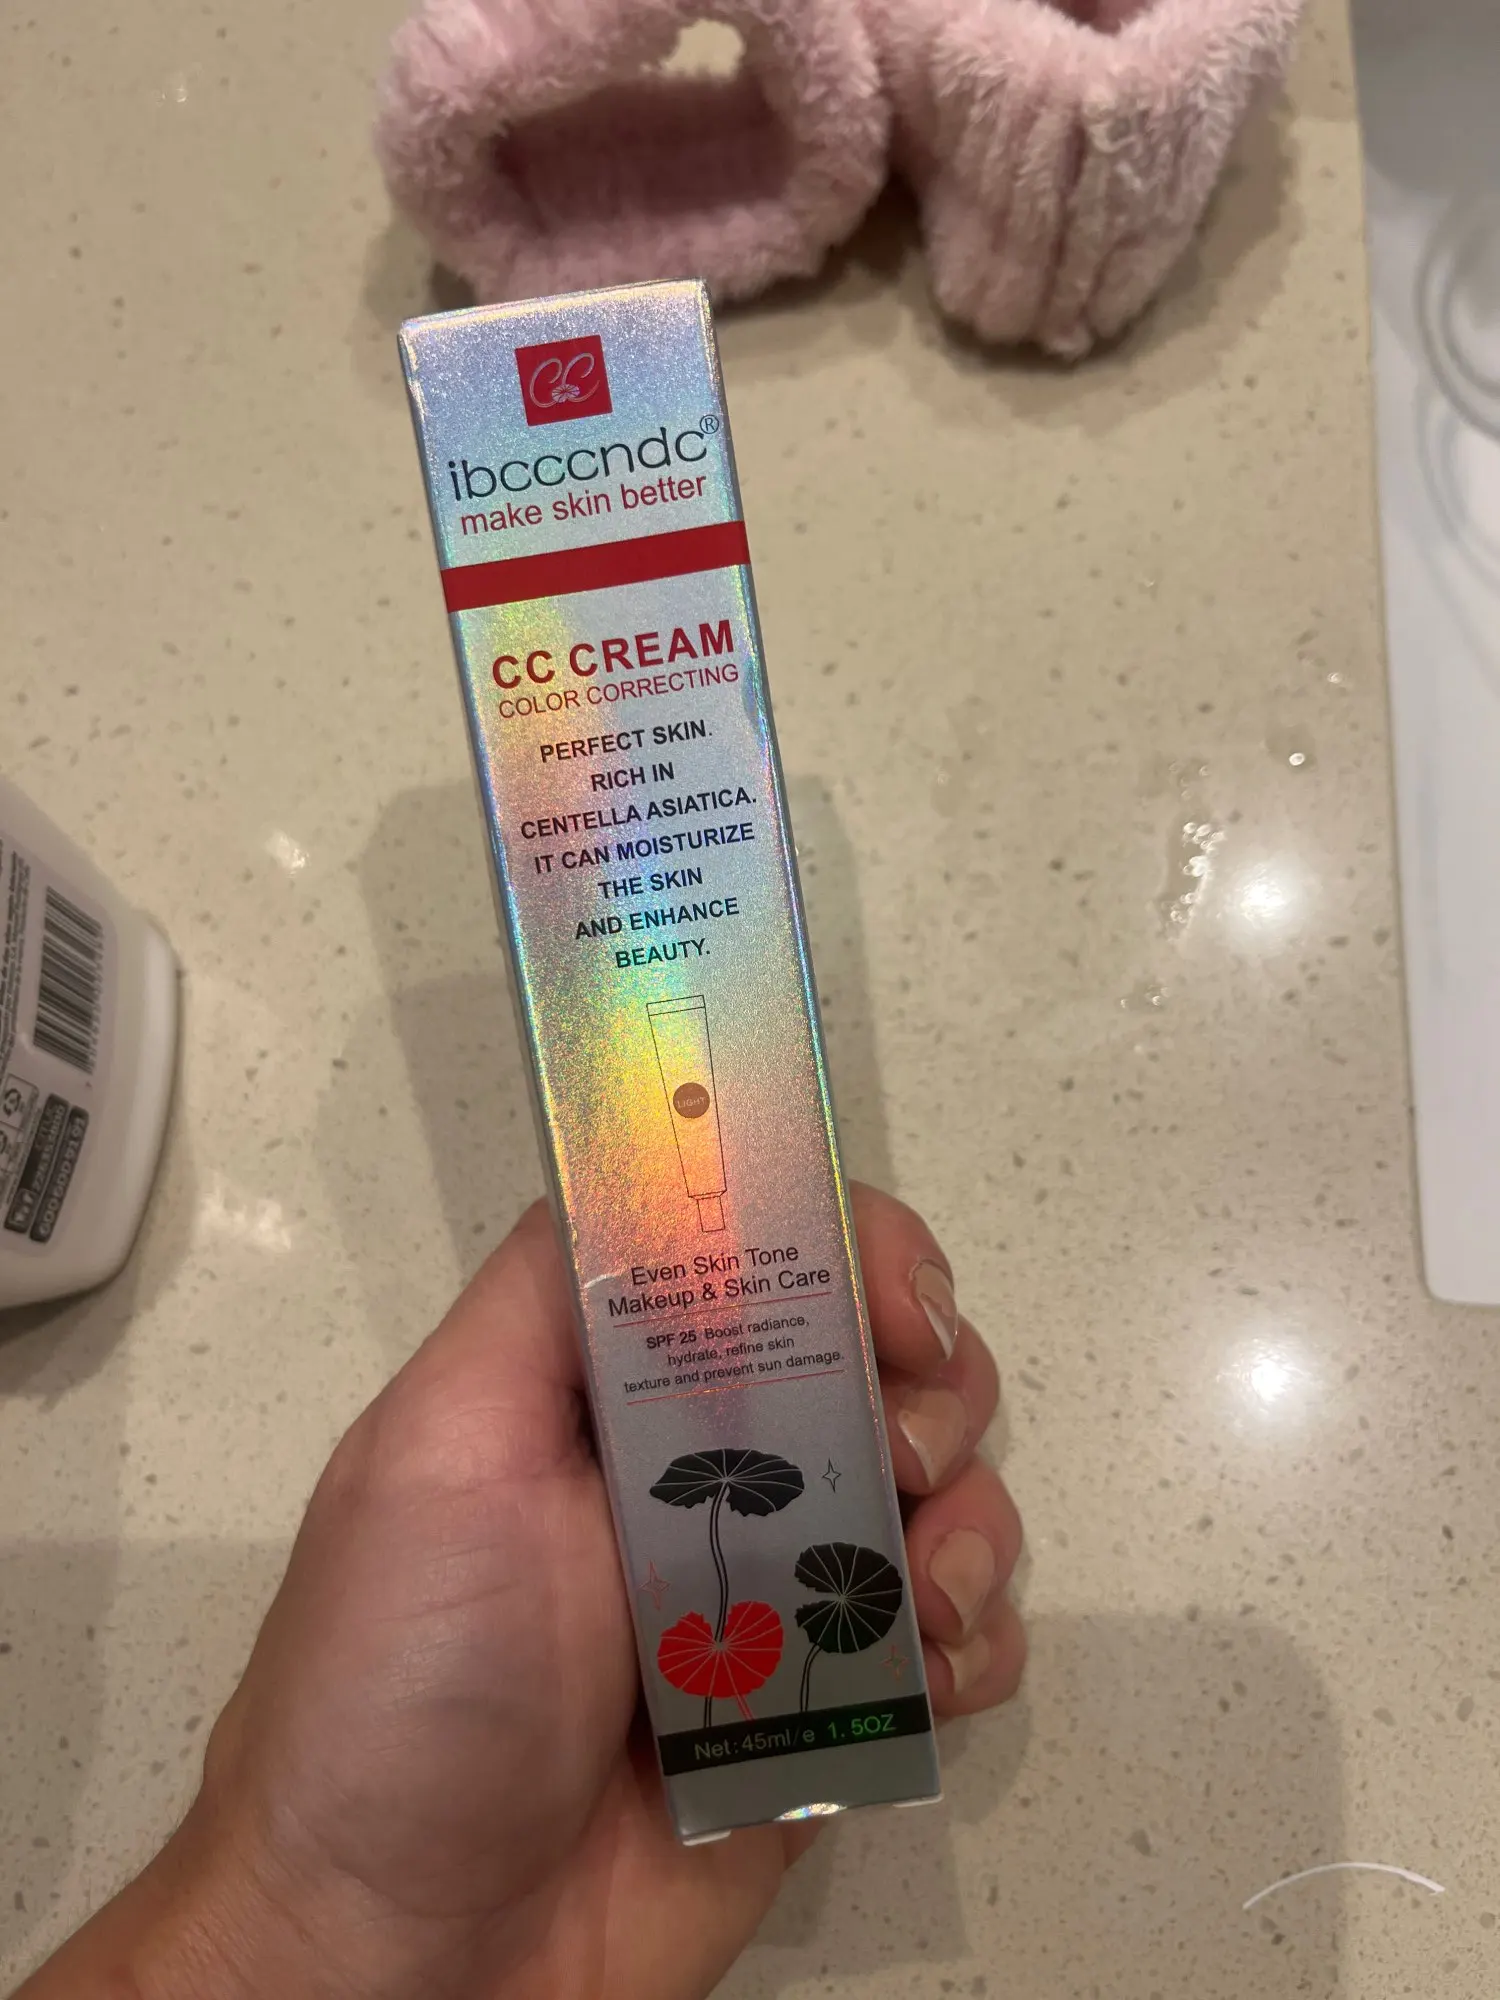 CC
ibcccndc®
make skin better
CC CREAM
COLOR CORRECTING
PERFECT SKIN.
RICH IN
CENTELLA ASIATICA.
IT CAN MOISTURIZE
THE SKIN
AND ENHANCE
BEAUTY.
LIGHT
Even Skin Tone
Makeup & Skin Care
SPF 25 Boost radiance,
hydrate, refine skin
texture and prevent sun damage.
Net:45ml/e 1.5OZ